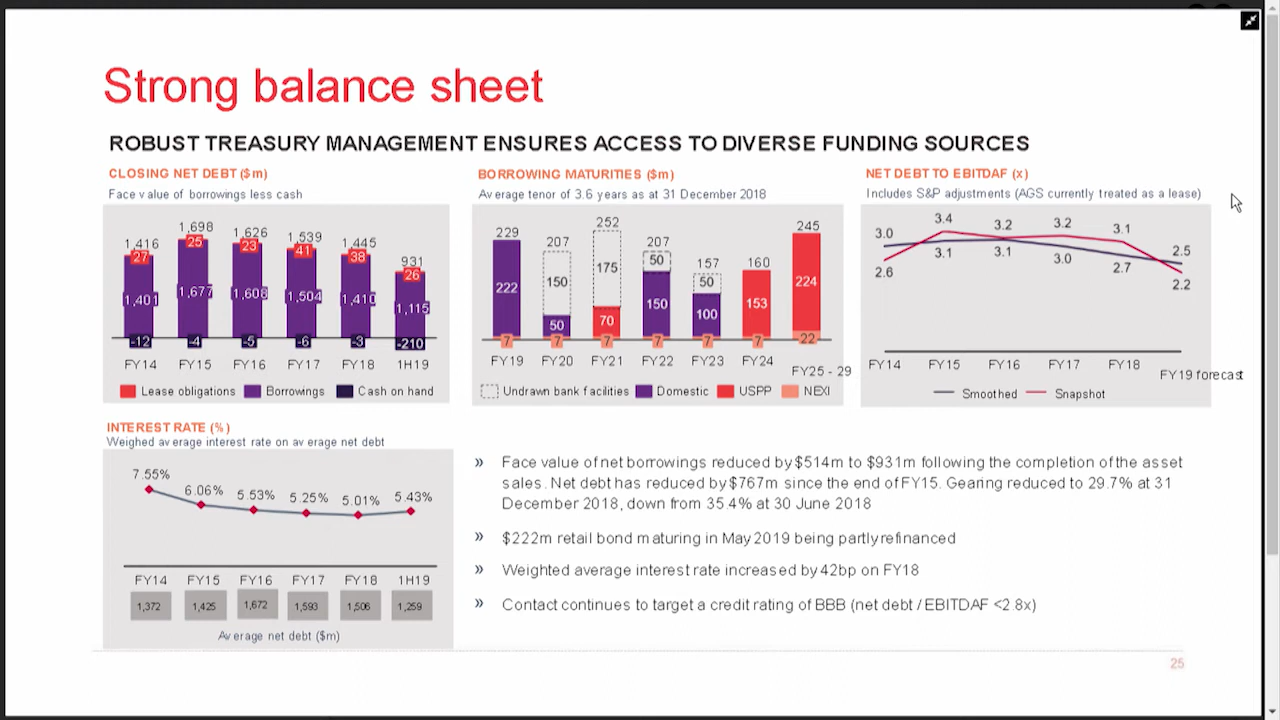 Strong balance sheet
ROBUST TREASURY MANAGEMENT ENSURES ACCESS TO DIVERSE FUNDING SOURCES
CLOSING NET DEBT ($m)
Face value of borrowings less cash
1,416 1,698 1,626 1,539 1,445 931
27 25 23 41 38 26
1,401 1,677 1,608 1,504 1,410 1,115
-12 -4 -5 -6 -3 -210
FY14 FY15 FY16 FY17 FY18 1H19
Lease obligations Borrowings Cash on hand
BORROWING MATURITIES ($m)
Average tenor of 3.6 years as at 31 December 2018
229 207 252 207 157 160 245
150 175 50 50
222 50 70 150 100 153 224
7 7 7 7 7 7 22
FY19 FY20 FY21 FY22 FY23 FY24 FY25 - 29
Undrawn bank facilities Domestic USPP NEXI
NET DEBT TO EBITDAF (x)
Includes S&P adjustments (AGS currently treated as a lease)
3.0 3.4 3.2 3.2 3.1 2.5
2.6 3.1 3.1 3.0 2.7 2.2
FY14 FY15 FY16 FY17 FY18 FY19 forecast
Smoothed Snapshot
INTEREST RATE (%)
Weighed average interest rate on average net debt
7.55% 6.06% 5.53% 5.25% 5.01% 5.43%
FY14 FY15 FY16 FY17 FY18 1H19
1,372 1,425 1,672 1,593 1,506 1,259
Average net debt ($m)
» Face value of net borrowings reduced by $514m to $931m following the completion of the asset
sales. Net debt has reduced by $767m since the end of FY15. Gearing reduced to 29.7% at 31
December 2018, down from 35.4% at 30 June 2018
» $222m retail bond maturing in May 2019 being partly refinanced
» Weighted average interest rate increased by 42bp on FY18
» Contact continues to target a credit rating of BBB (net debt / EBITDAF <2.8x)
25